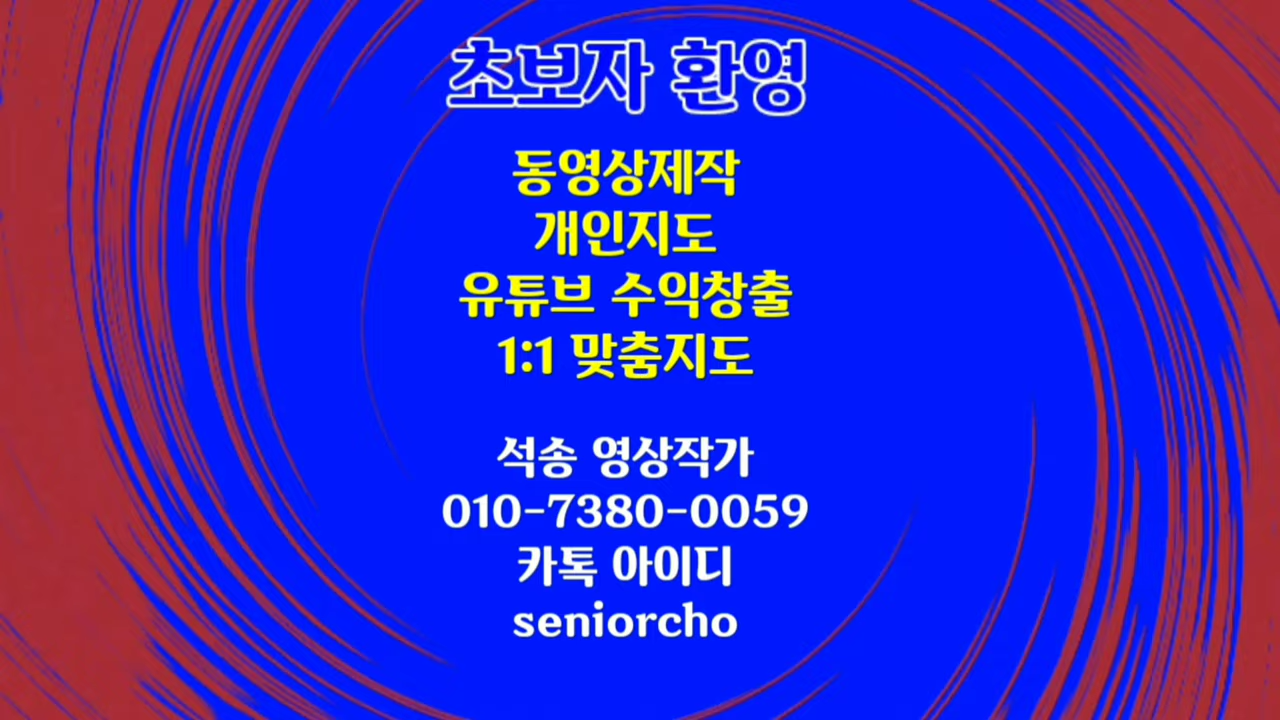 초보자 환영
동영상제작
개인지도
유튜브 수익창출
1:1 맞춤지도
석송 영상작가
010-7380-0059
카톡 아이디
seniorcho